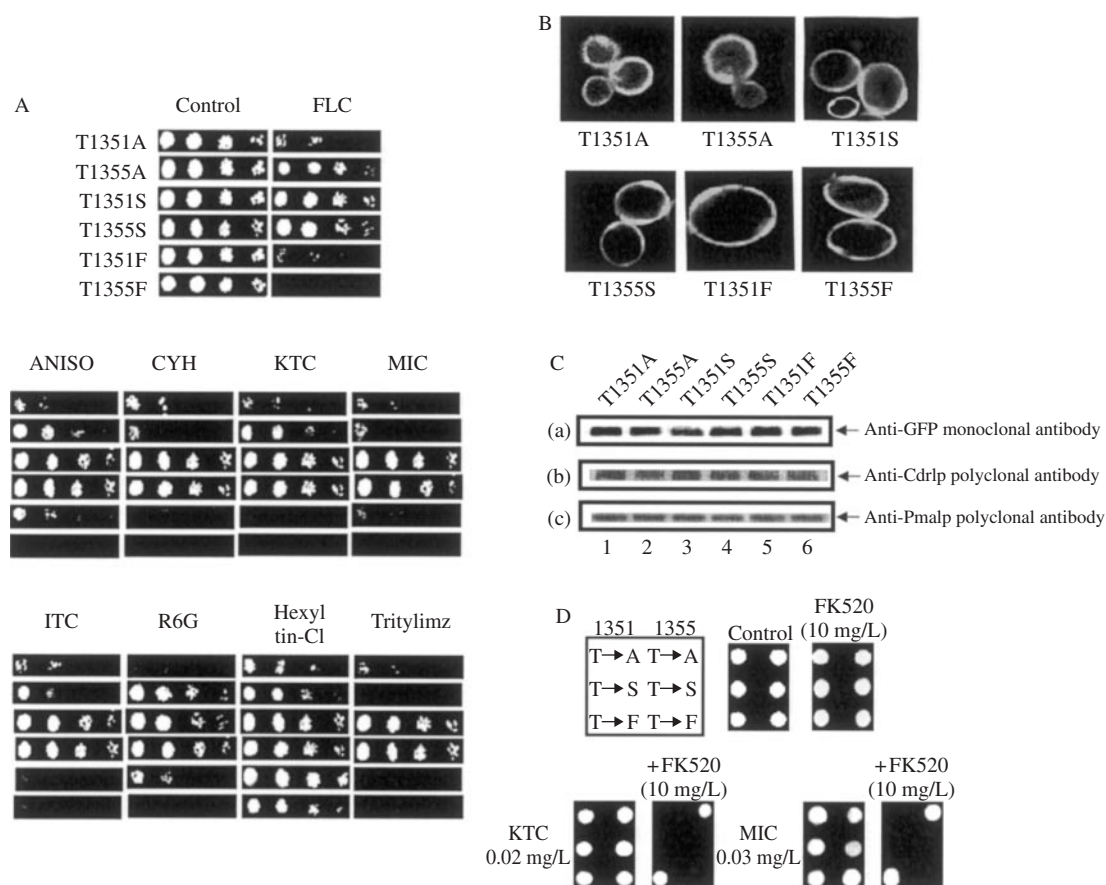 A
Control FLC
T1351A
T1355A
T1351S
T1355S
T1351F
T1355F
ANISO CYH KTC MIC
ITC R6G Hexyl tin-Cl Tritylimz
B
T1351A T1355A T1351S
T1355S T1351F T1355F
C
T1351A T1355A T1351S T1355S T1351F T1355F
(a) Anti-GFP monoclonal antibody
(b) Anti-Cdrlp polyclonal antibody
(c) Anti-Pmalp polyclonal antibody
1 2 3 4 5 6
D
1351 1355
T→A T→A
T→S T→S
T→F T→F
Control
FK520
(10 mg/L)
+FK520
(10 mg/L)
KTC
0.02 mg/L
+FK520
(10 mg/L)
MIC
0.03 mg/L